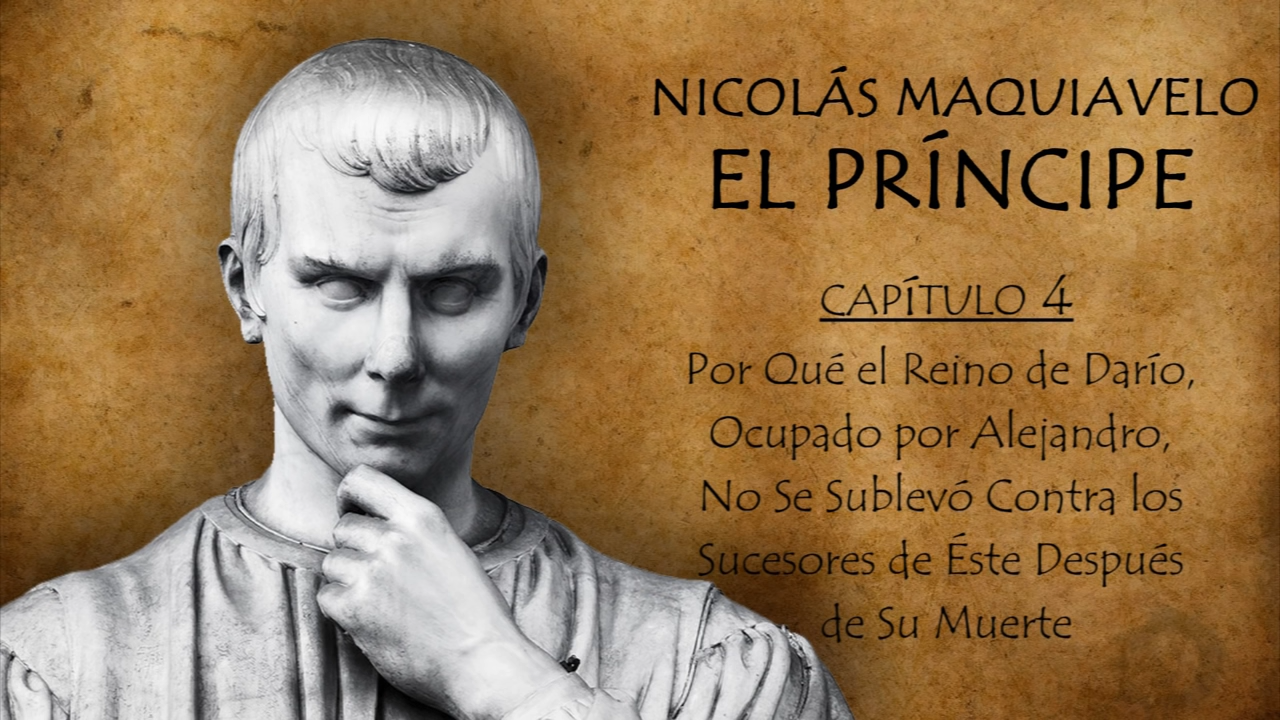 NICOLÁS MAQUIAVELO
EL PRÍNCIPE
CAPÍTULO 4
Por Qué el Reino de Darío,
Ocupado por Alejandro,
No Se Sublevó Contra los
Sucesores de Éste Después
de Su Muerte